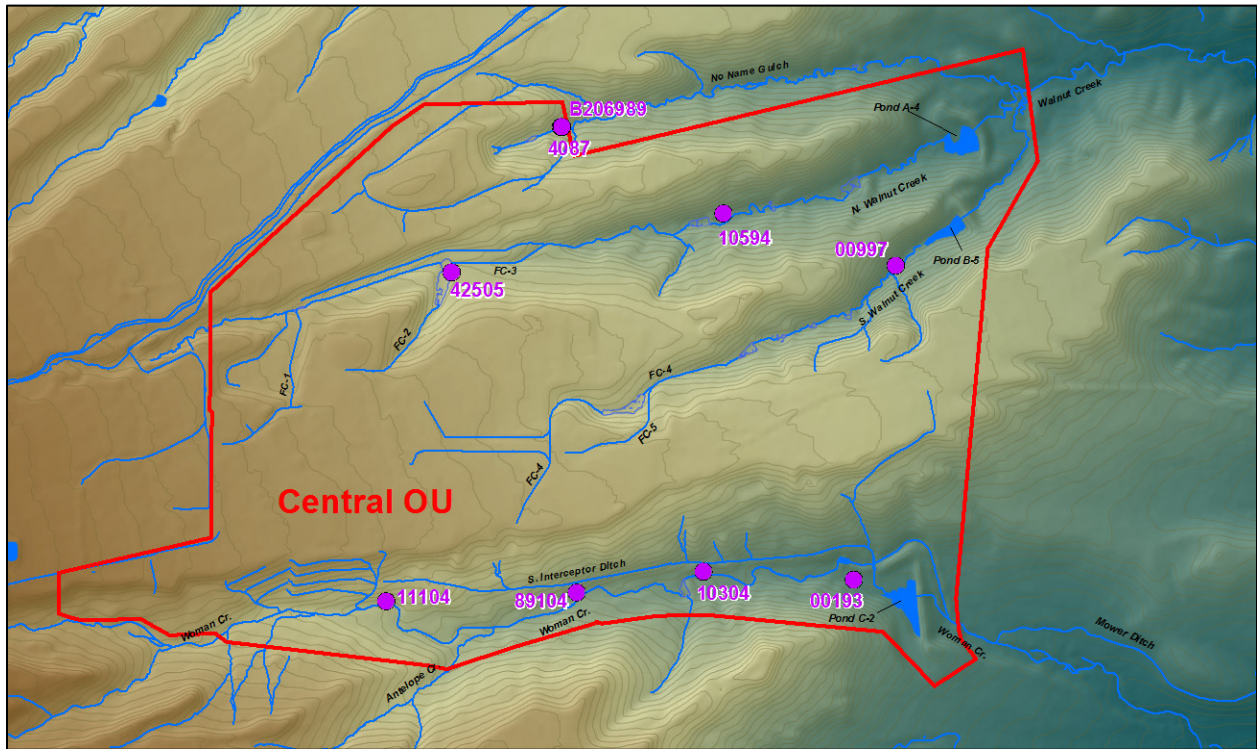 No Name Gulch
B206989
4087
Walnut Creek
Pond A-4
N. Walnut Creek
10594
00997
Pond B-5
S. Walnut Creek
FC-3
42505
FC-2
FC-1
FC-4
FC-5
FC-4
Central OU
S. Interceptor Ditch
11104
89104
10304
00193
Woman Cr.
Woman Cr.
Pond C-2
Woman Cr.
Mower Ditch
Antelope Cr.